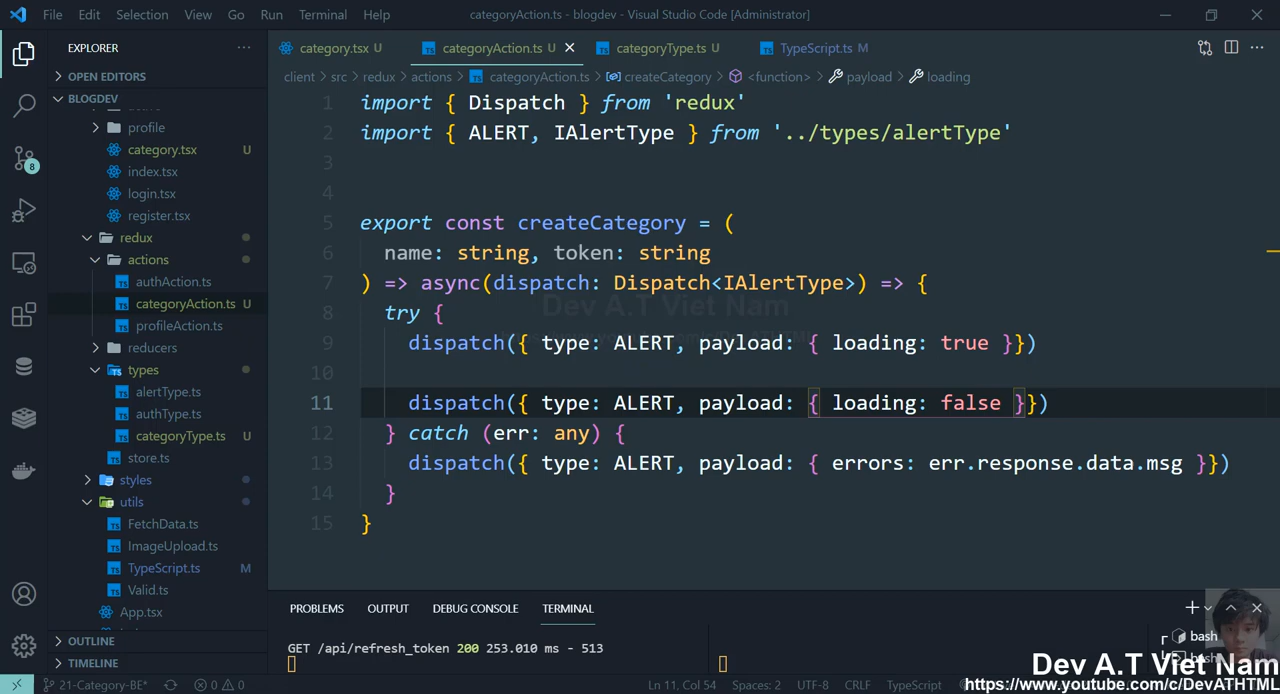 File Edit Selection View Go Run Terminal Help categoryAction.ts - blogdev - Visual Studio Code [Administrator]
EXPLORER
OPEN EDITORS
BLOGDEV
profile
category.tsx U
index.tsx
login.tsx
register.tsx
redux
actions
authAction.ts
categoryAction.ts U
profileAction.ts
reducers
types
alertType.ts
authType.ts
categoryType.ts U
store.ts
styles
utils
FetchData.ts
ImageUpload.ts
TypeScript.ts M
Valid.ts
App.tsx
OUTLINE
TIMELINE
8
category.tsx U categoryAction.ts U categoryType.ts U TypeScript.ts M
client > src > redux > actions > categoryAction.ts > createCategory > <function> > payload > loading
1 import { Dispatch } from 'redux'
2 import { ALERT, IAlertType } from '../types/alertType'
3
4
5 export const createCategory = (
6 name: string, token: string
7 ) => async(dispatch: Dispatch<IAlertType>) => {
8 try {
9 dispatch({ type: ALERT, payload: { loading: true }})
10
11 dispatch({ type: ALERT, payload: { loading: false }})
12 } catch (err: any) {
13 dispatch({ type: ALERT, payload: { errors: err.response.data.msg }})
14 }
15 }
Dev A.T Viet Nam
PROBLEMS OUTPUT DEBUG CONSOLE TERMINAL
GET /api/refresh_token 200 253.010 ms - 513
bash
bash
Dev A.T Viet Nam
https://www.youtube.com/c/DevATHTML
21-Category-BE* 0 0 Ln 11, Col 54 Spaces: 2 UTF-8 CRLF TypeScript